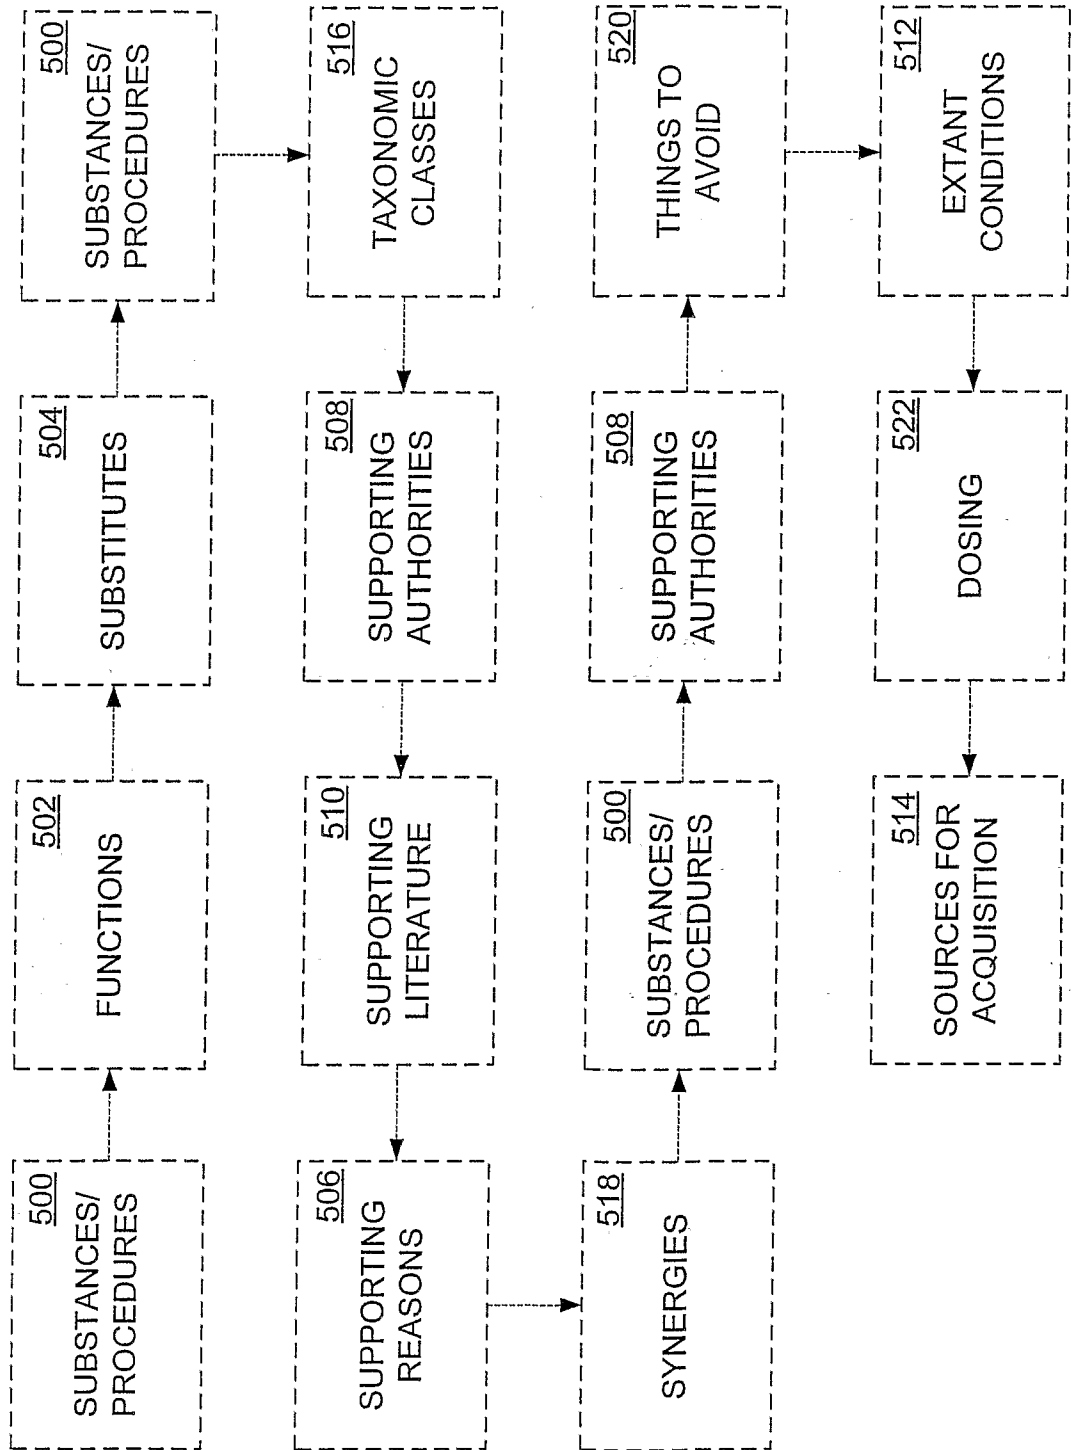 500
SUBSTANCES/
PROCEDURES
502
FUNCTIONS
504
SUBSTITUTES
500
SUBSTANCES/
PROCEDURES
516
TAXONOMIC
CLASSES
508
SUPPORTING
AUTHORITIES
510
SUPPORTING
LITERATURE
506
SUPPORTING
REASONS
518
SYNERGIES
500
SUBSTANCES/
PROCEDURES
508
SUPPORTING
AUTHORITIES
520
THINGS TO
AVOID
512
EXTANT
CONDITIONS
522
DOSING
514
SOURCES FOR
ACQUISITION